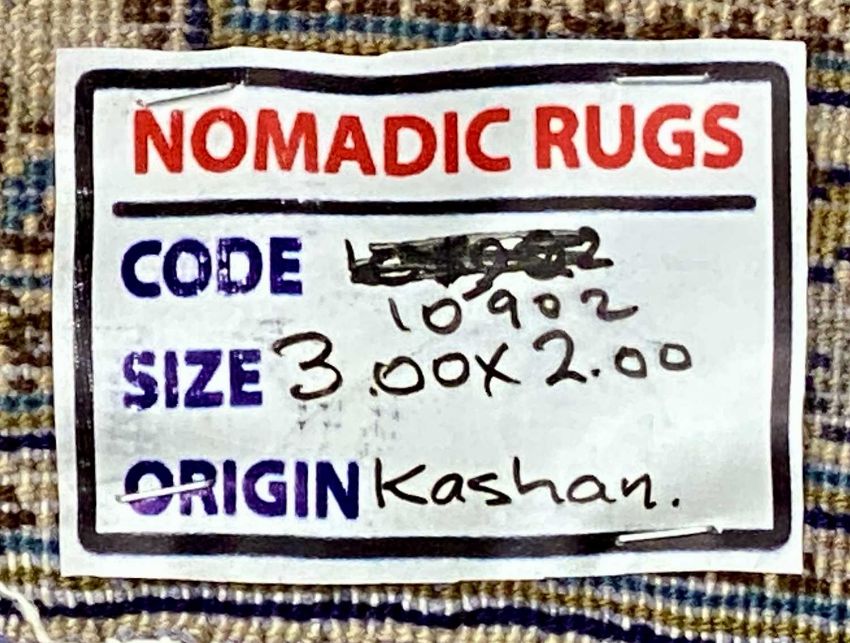 NOMADIC RUGS
CODE
10902
SIZE 3.00X2.00
ORIGIN Kashan.